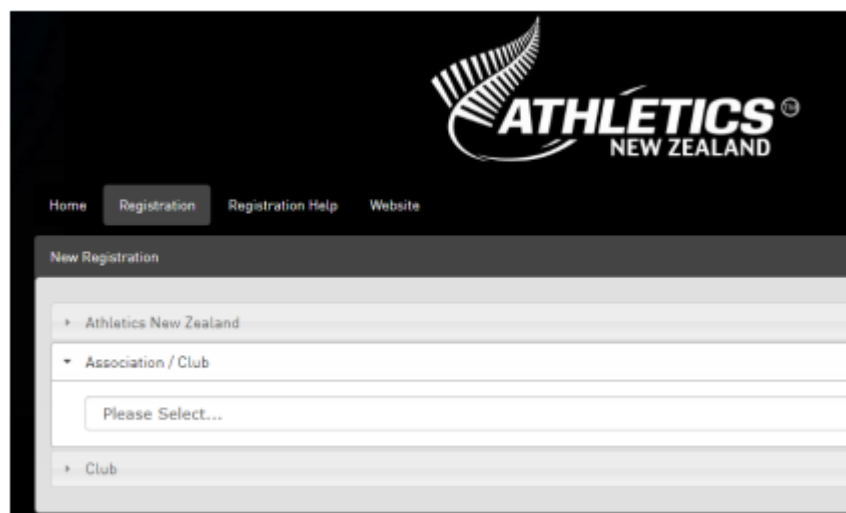 ATHLETICS ®
NEW ZEALAND
Home Registration Registration Help Website
New Registration
Athletics New Zealand
Association / Club
Please Select...
Club